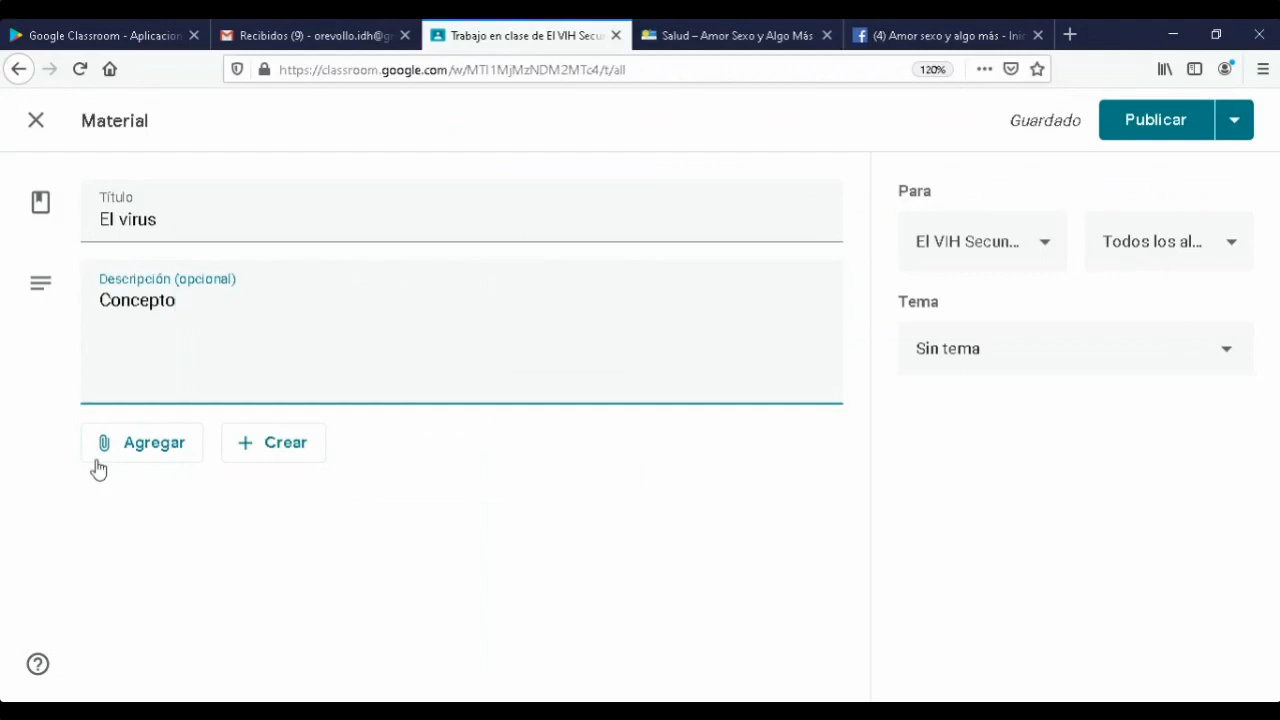 Google Classroom - Aplicacion
Recibidos (9) - orevollo.idh@g
Trabajo en clase de El VIH Secu
Salud – Amor Sexo y Algo Más
(4) Amor sexo y algo más - Inic
https://classroom.google.com/w/MTI1MjMzNDM2MTc4/t/all
120%
Material
Guardado
Publicar
Título
El virus
Descripción (opcional)
Concepto
Agregar
Crear
Para
El VIH Secun...
Todos los al...
Tema
Sin tema